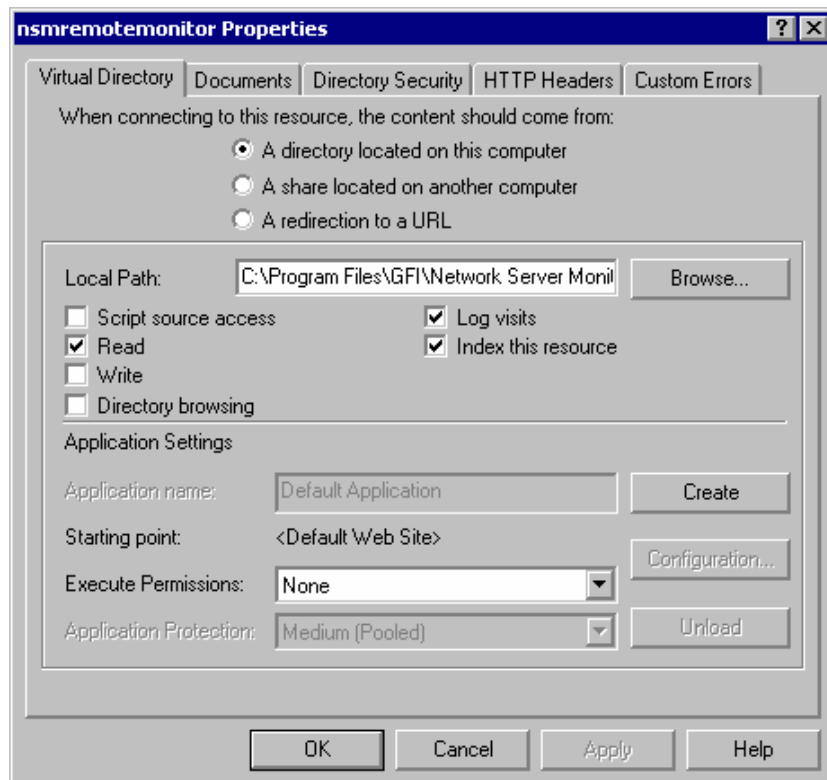 nsmremotemonitor Properties
Virtual Directory Documents Directory Security HTTP Headers Custom Errors
When connecting to this resource, the content should come from:
A directory located on this computer
A share located on another computer
A redirection to a URL
Local Path: C:\Program Files\GFI\Network Server Monit Browse...
Script source access Log visits
Read Index this resource
Write
Directory browsing
Application Settings
Application name: Default Application Create
Starting point: <Default Web Site>
Configuration...
Execute Permissions: None
Application Protection: Medium (Pooled) Unload
OK Cancel Apply Help